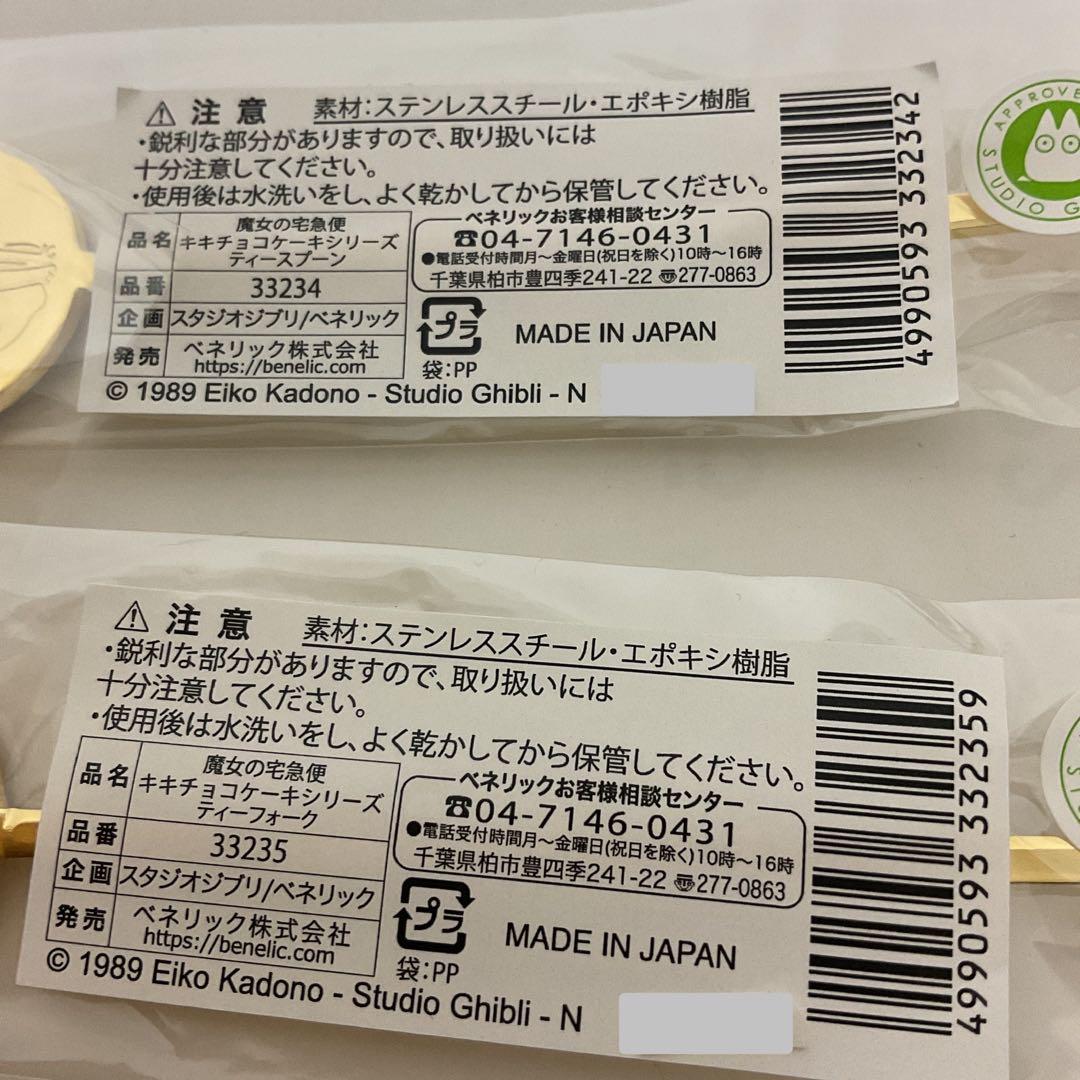 ⚠ 注意 素材：ステンレススチール・エポキシ樹脂
・鋭利な部分がありますので、取り扱いには
十分注意してください。
・使用後は水洗いをし、よく乾かしてから保管してください。
品名 魔女の宅急便
キキチョコケーキシリーズ
ティースプーン
品番 33234
企画 スタジオジブリ/ベネリック
発売 ベネリック株式会社
https://benelic.com
ベネリックお客様相談センター
☎04-7146-0431
●電話受付時間月〜金曜日(祝日を除く)10時〜16時
千葉県柏市豊四季241-22 〠277-0863
プラ
袋：PP
MADE IN JAPAN
© 1989 Eiko Kadono - Studio Ghibli - N
4990593 332342
APPROVE
STUDIO G
⚠ 注意 素材：ステンレススチール・エポキシ樹脂
・鋭利な部分がありますので、取り扱いには
十分注意してください。
・使用後は水洗いをし、よく乾かしてから保管してください。
品名 魔女の宅急便
キキチョコケーキシリーズ
ティーフォーク
品番 33235
企画 スタジオジブリ/ベネリック
発売 ベネリック株式会社
https://benelic.com
ベネリックお客様相談センター
☎04-7146-0431
●電話受付時間月〜金曜日(祝日を除く)10時〜16時
千葉県柏市豊四季241-22 〠277-0863
プラ
袋：PP
MADE IN JAPAN
© 1989 Eiko Kadono - Studio Ghibli - N
4990593 332359